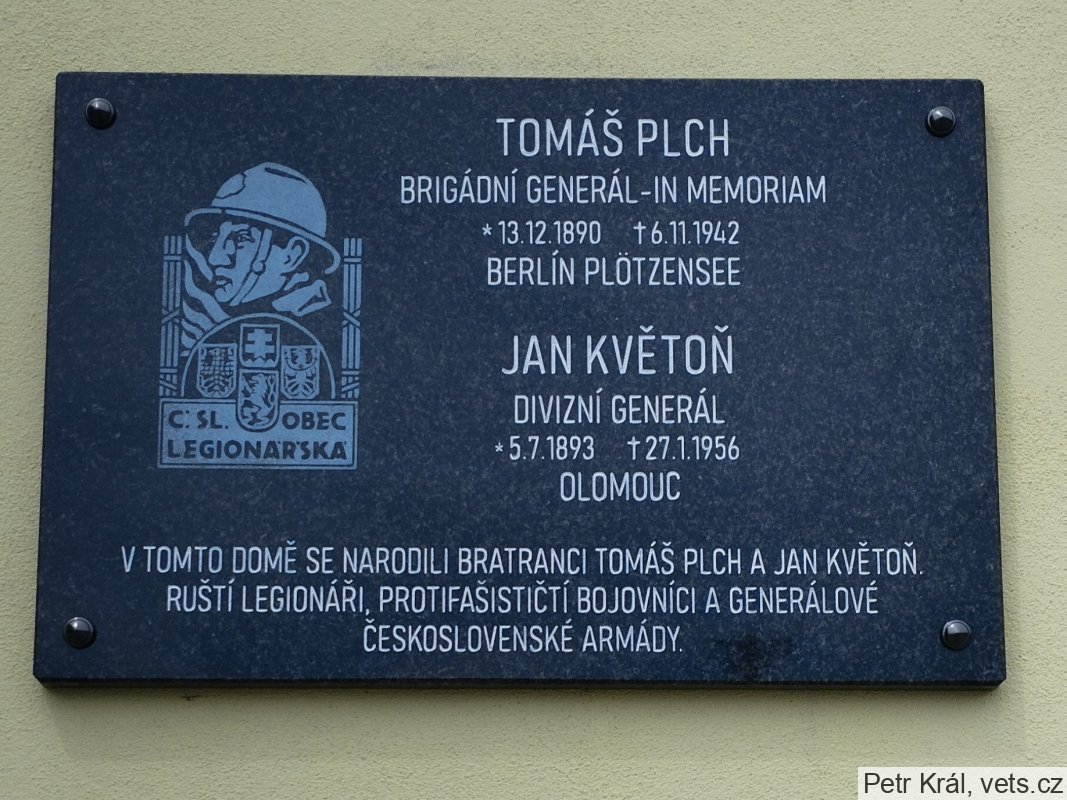 TOMÁŠ PLCH
BRIGÁDNÍ GENERÁL-IN MEMORIAM
*13.12.1890 †6.11.1942
BERLÍN PLÖTZENSEE
JAN KVĚTOŇ
DIVIZNÍ GENERÁL
*5.7.1893 †27.1.1956
OLOMOUC
Č. SL. OBEC
LEGIONÁŘSKÁ
V TOMTO DOMĚ SE NARODILI BRATRANCI TOMÁŠ PLCH A JAN KVĚTOŇ.
RUŠTÍ LEGIONÁŘI, PROTIFAŠISTIČTÍ BOJOVNÍCI A GENERÁLOVÉ
ČESKOSLOVENSKÉ ARMÁDY.
Petr Král, vets.cz